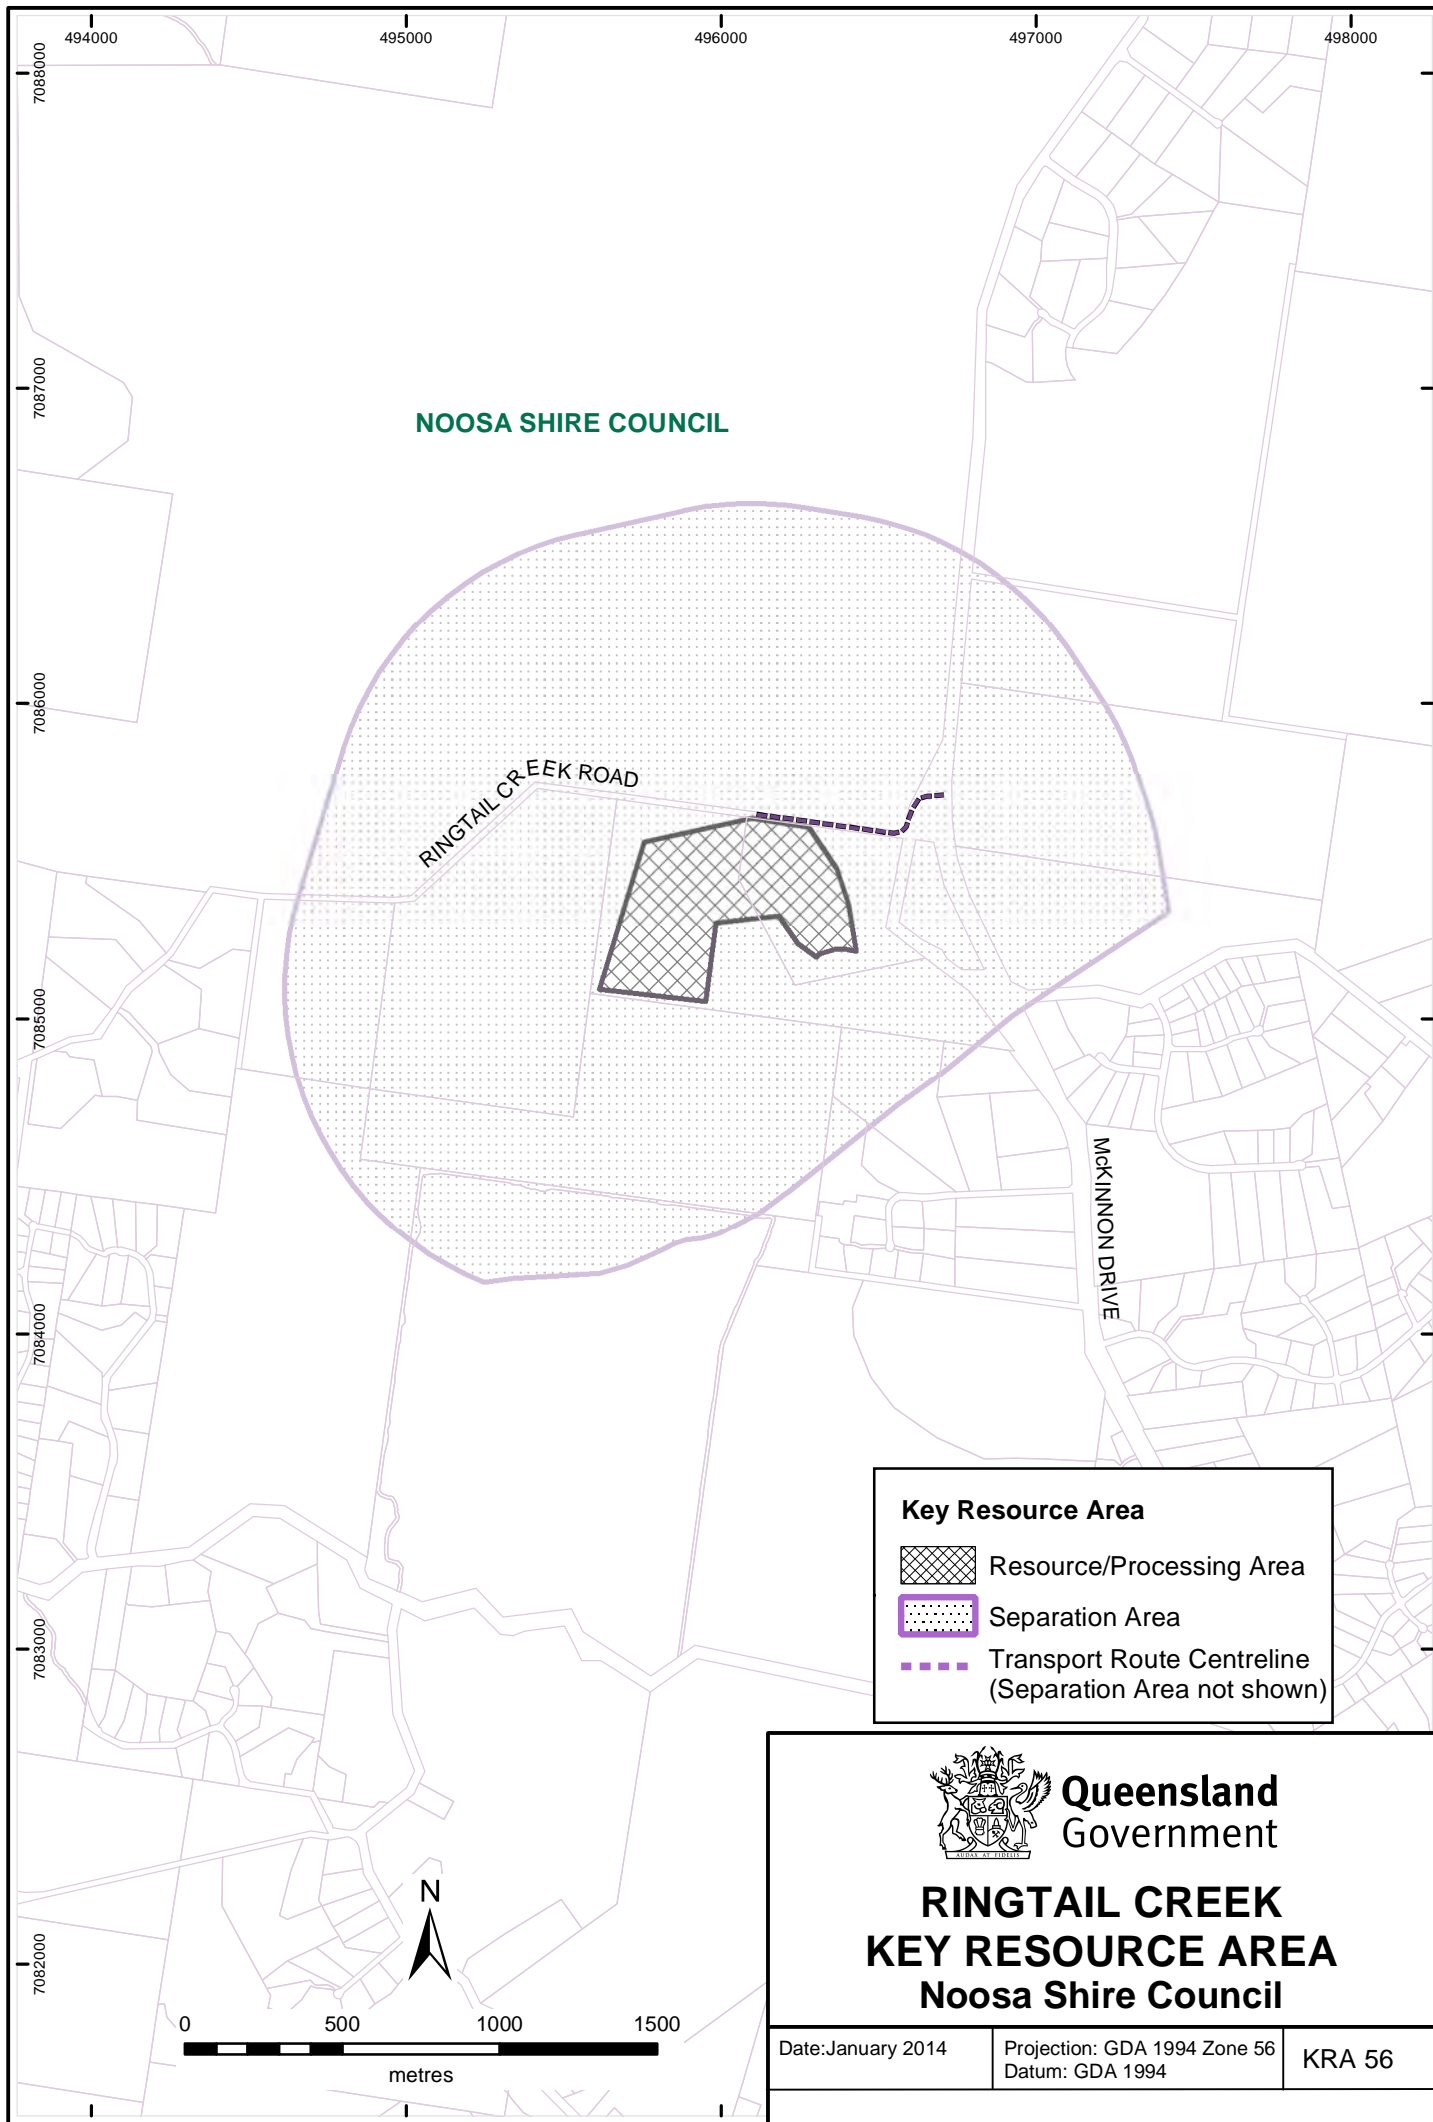 494000
495000
496000
497000
498000
7088000
7087000
7086000
7085000
7084000
7083000
7082000
NOOSA SHIRE COUNCIL
RINGTAIL CREEK ROAD
McKINNON DRIVE
Key Resource Area
Resource/Processing Area
Separation Area
Transport Route Centreline
(Separation Area not shown)
Queensland
Government
AUDAX AT FIDELIS
RINGTAIL CREEK
KEY RESOURCE AREA
Noosa Shire Council
Date:January 2014
Projection: GDA 1994 Zone 56
Datum: GDA 1994
KRA 56
N
0 500 1000 1500
metres